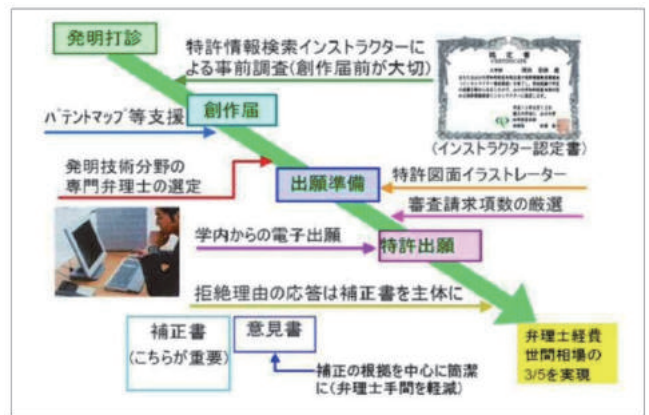 発明打診
特許情報検索インストラクターに
よる事前調査(創作届前が大切)
CERTIFICATE
創作届
パテントマップ等支援
(インストラクター認定書)
発明技術分野の
専門弁理士の選定
出願準備
特許図面イラストレーター
審査請求項数の厳選
学内からの電子出願
特許出願
拒絶理由の応答は補正書を主体に
補正書
(こちらが重要)
意見書
補正の根拠を中心に簡潔
に(弁理士手間を軽減)
弁理士経費
世間相場の
3/5を実現